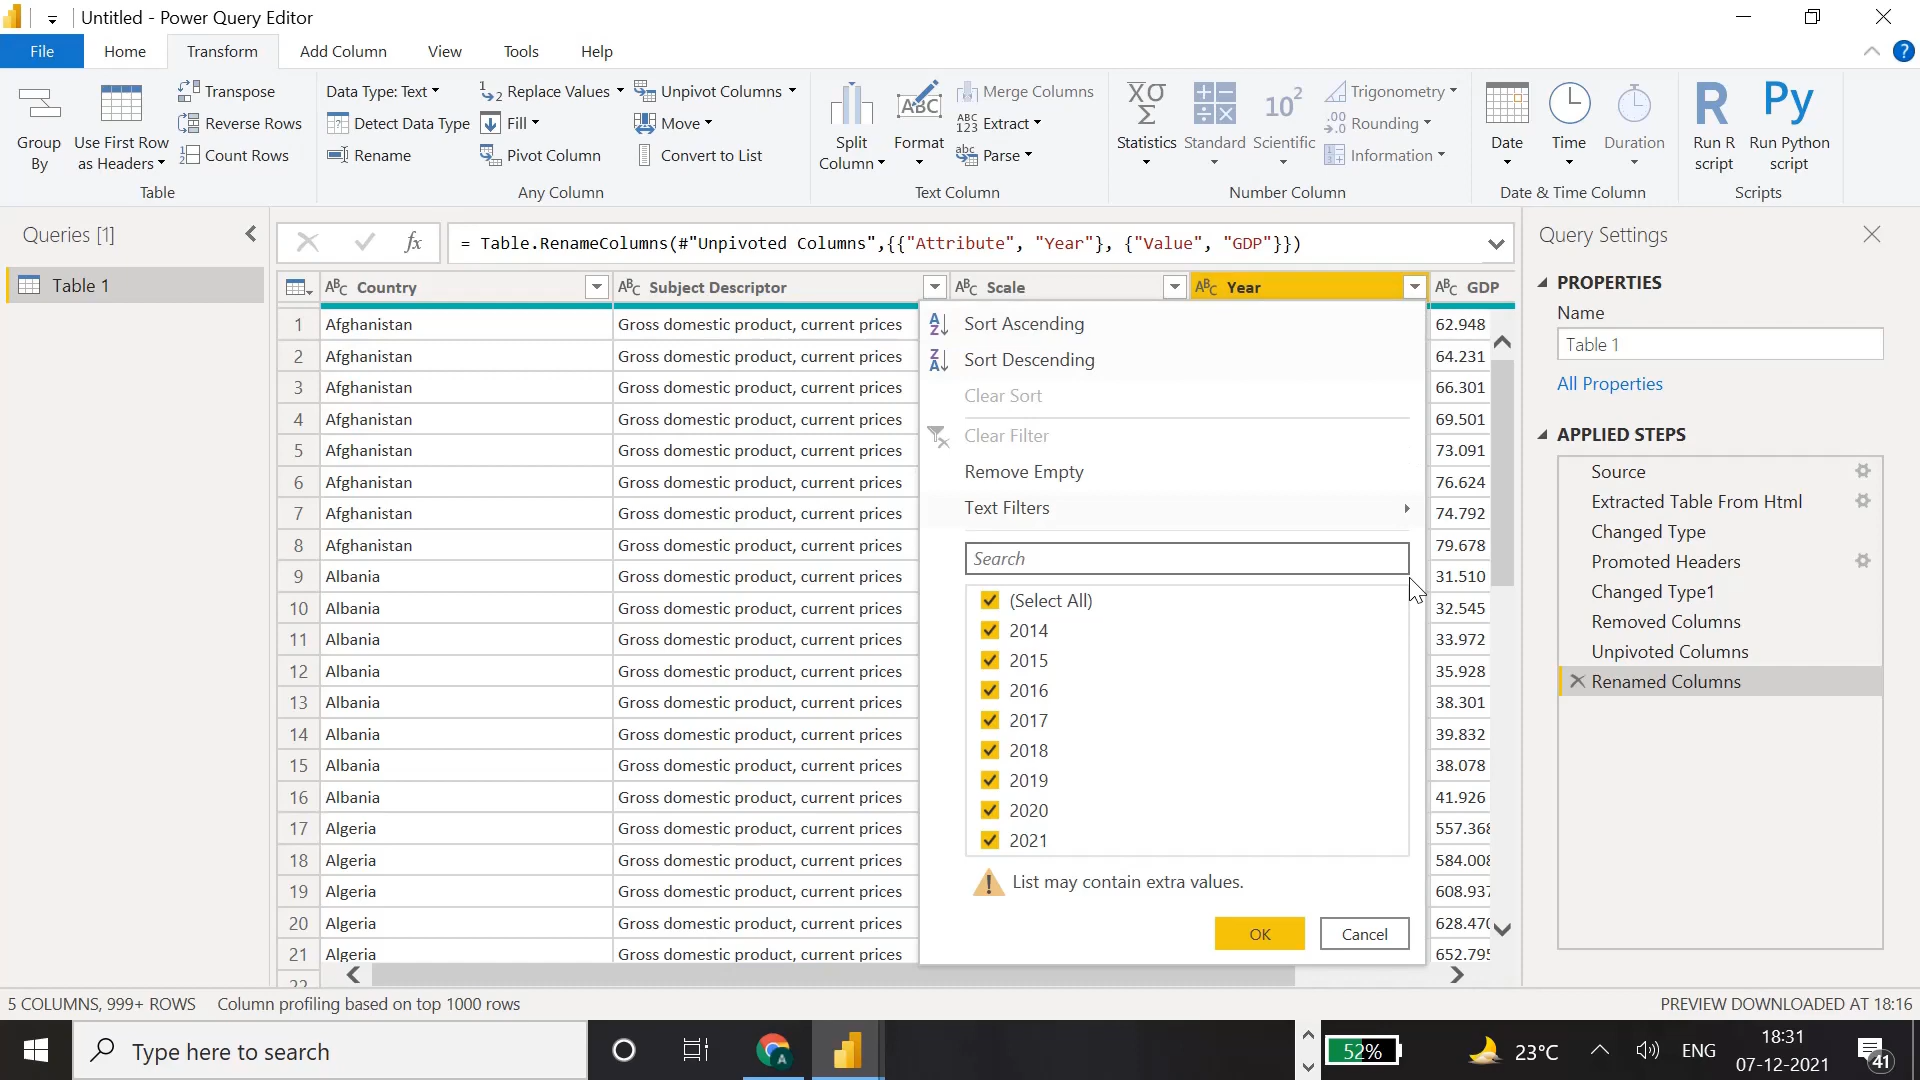 Untitled - Power Query Editor
File Home Transform Add Column View Tools Help
Group By
Use First Row as Headers
Transpose
Reverse Rows
Count Rows
Table
Data Type: Text
Detect Data Type
Rename
Replace Values
Fill
Pivot Column
Unpivot Columns
Move
Convert to List
Any Column
Split Column
Format
ABC
Merge Columns
Extract
Parse
Text Column
Statistics
Standard
Scientific
Trigonometry
Rounding
Information
Number Column
Date
Time
Duration
Date & Time Column
Run R script
Run Python script
Scripts
Queries [1]
Table 1
= Table.RenameColumns(#"Unpivoted Columns",{{"Attribute", "Year"}, {"Value", "GDP"}})
Country Subject Descriptor Scale Year GDP
1 Afghanistan Gross domestic product, current prices 62.948
2 Afghanistan Gross domestic product, current prices 64.231
3 Afghanistan Gross domestic product, current prices 66.301
4 Afghanistan Gross domestic product, current prices 69.501
5 Afghanistan Gross domestic product, current prices 73.091
6 Afghanistan Gross domestic product, current prices 76.624
7 Afghanistan Gross domestic product, current prices 74.792
8 Afghanistan Gross domestic product, current prices 79.678
9 Albania Gross domestic product, current prices 31.510
10 Albania Gross domestic product, current prices 32.545
11 Albania Gross domestic product, current prices 33.972
12 Albania Gross domestic product, current prices 35.928
13 Albania Gross domestic product, current prices 38.301
14 Albania Gross domestic product, current prices 39.832
15 Albania Gross domestic product, current prices 38.078
16 Albania Gross domestic product, current prices 41.926
17 Algeria Gross domestic product, current prices 557.368
18 Algeria Gross domestic product, current prices 584.008
19 Algeria Gross domestic product, current prices 608.937
20 Algeria Gross domestic product, current prices 628.470
21 Algeria Gross domestic product, current prices 652.795
22
Sort Ascending
Sort Descending
Clear Sort
Clear Filter
Remove Empty
Text Filters
Search
(Select All)
2014
2015
2016
2017
2018
2019
2020
2021
List may contain extra values.
OK Cancel
Query Settings
PROPERTIES
Name
Table 1
All Properties
APPLIED STEPS
Source
Extracted Table From Html
Changed Type
Promoted Headers
Changed Type1
Removed Columns
Unpivoted Columns
Renamed Columns
5 COLUMNS, 999+ ROWS Column profiling based on top 1000 rows
PREVIEW DOWNLOADED AT 18:16
Type here to search
52%
23°C
ENG
18:31
07-12-2021
41